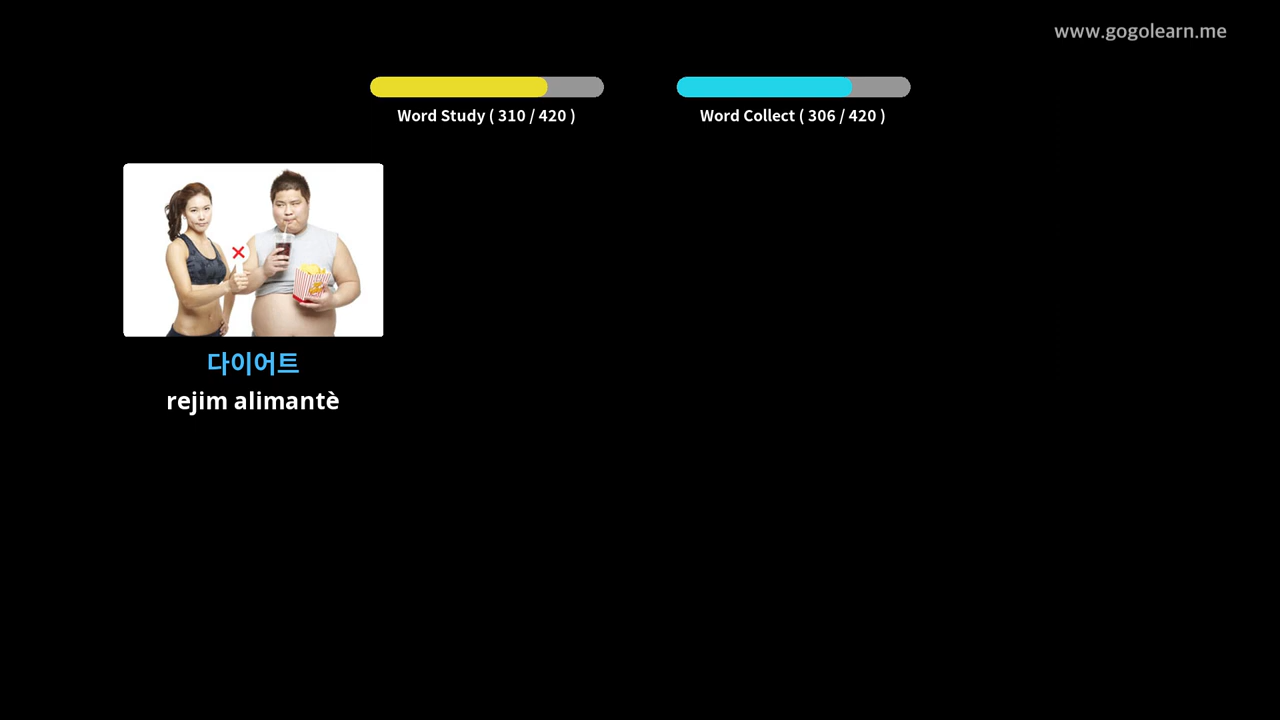 www.gogolearn.me
Word Study ( 310 / 420 )
Word Collect ( 306 / 420 )
다이어트
rejim alimantè